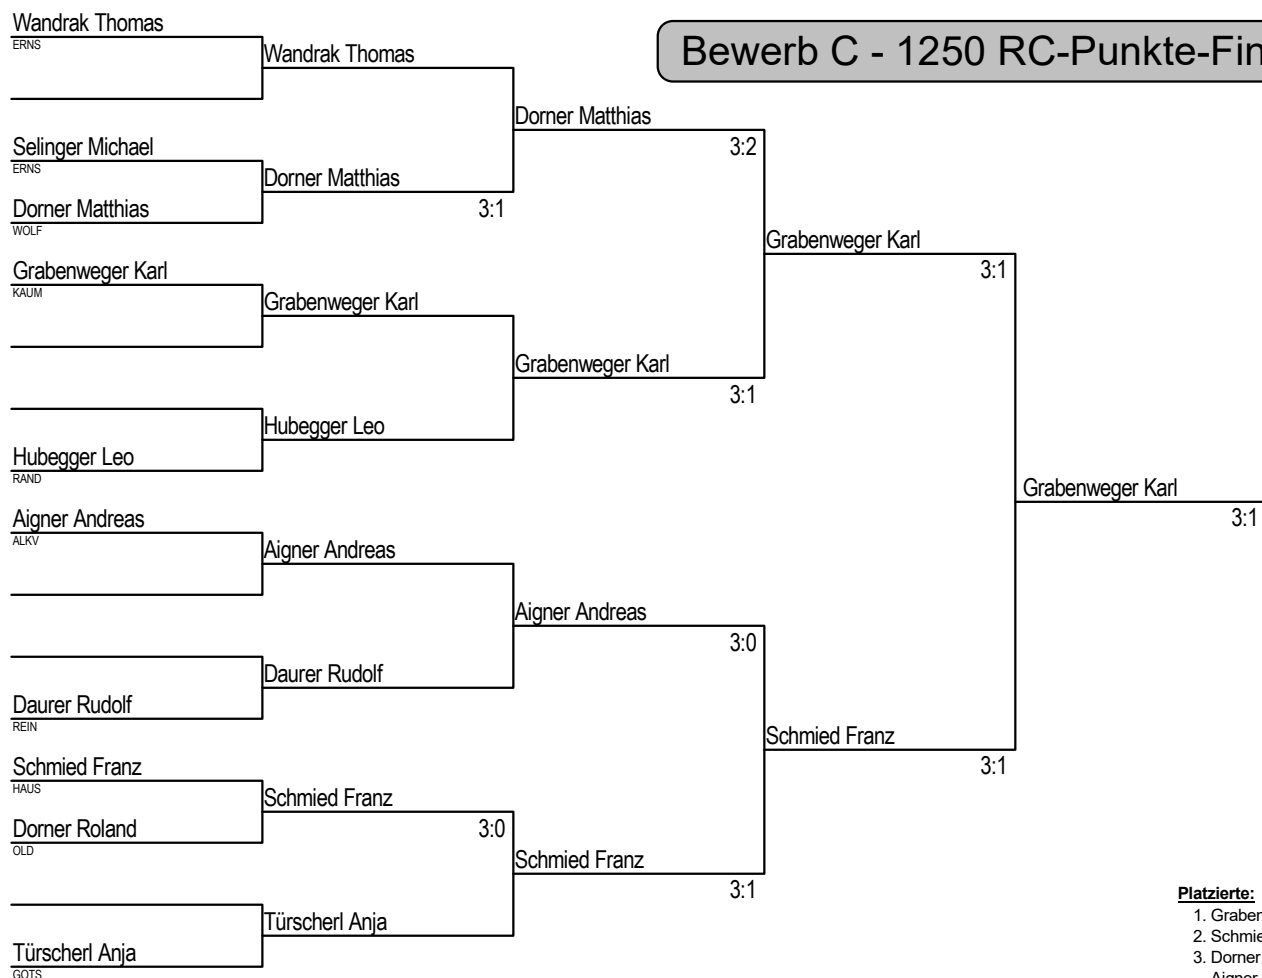 Bewerb C - 1250 RC-Punkte-Fin
Wandrak Thomas
ERNS
Selinger Michael
ERNS
Dorner Matthias
WOLF
Grabenweger Karl
KAUM
Hubegger Leo
RAND
Aigner Andreas
ALKV
Daurer Rudolf
REIN
Schmied Franz
HAUS
Dorner Roland
OLD
Türscherl Anja
GOTS
Wandrak Thomas
Dorner Matthias
3:1
Grabenweger Karl
Hubegger Leo
Aigner Andreas
Daurer Rudolf
Schmied Franz
3:0
Türscherl Anja
Dorner Matthias
3:2
Grabenweger Karl
3:1
Aigner Andreas
3:0
Schmied Franz
3:1
Grabenweger Karl
3:1
Schmied Franz
3:1
Grabenweger Karl
3:1
Platzierte:
1. Graben
2. Schmie
3. Dorner
Aigner